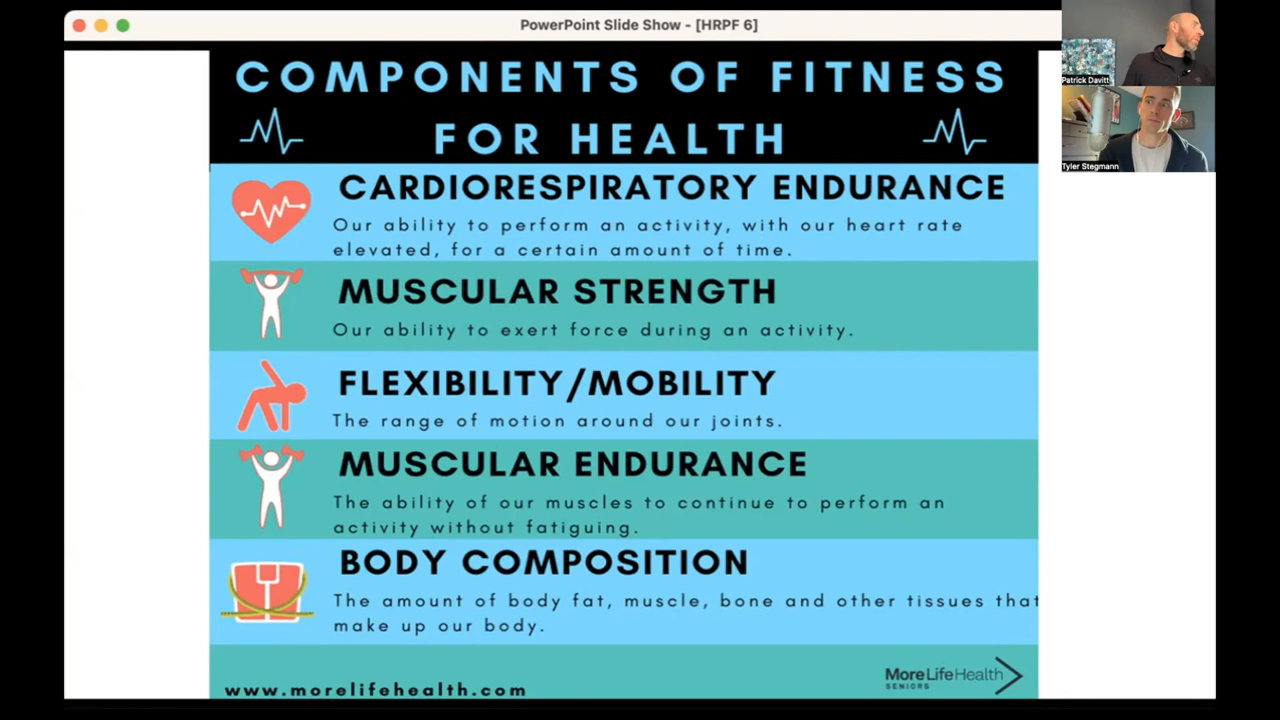 PowerPoint Slide Show - [HRPF 6]
COMPONENTS OF FITNESS
FOR HEALTH
CARDIORESPIRATORY ENDURANCE
Our ability to perform an activity, with our heart rate
elevated, for a certain amount of time.
MUSCULAR STRENGTH
Our ability to exert force during an activity.
FLEXIBILITY/MOBILITY
The range of motion around our joints.
MUSCULAR ENDURANCE
The ability of our muscles to continue to perform an
activity without fatiguing.
BODY COMPOSITION
The amount of body fat, muscle, bone and other tissues that
make up our body.
www.morelifehealth.com
MoreLifeHealth
SENIORS
Patrick Davitt
Tyler Stegmann